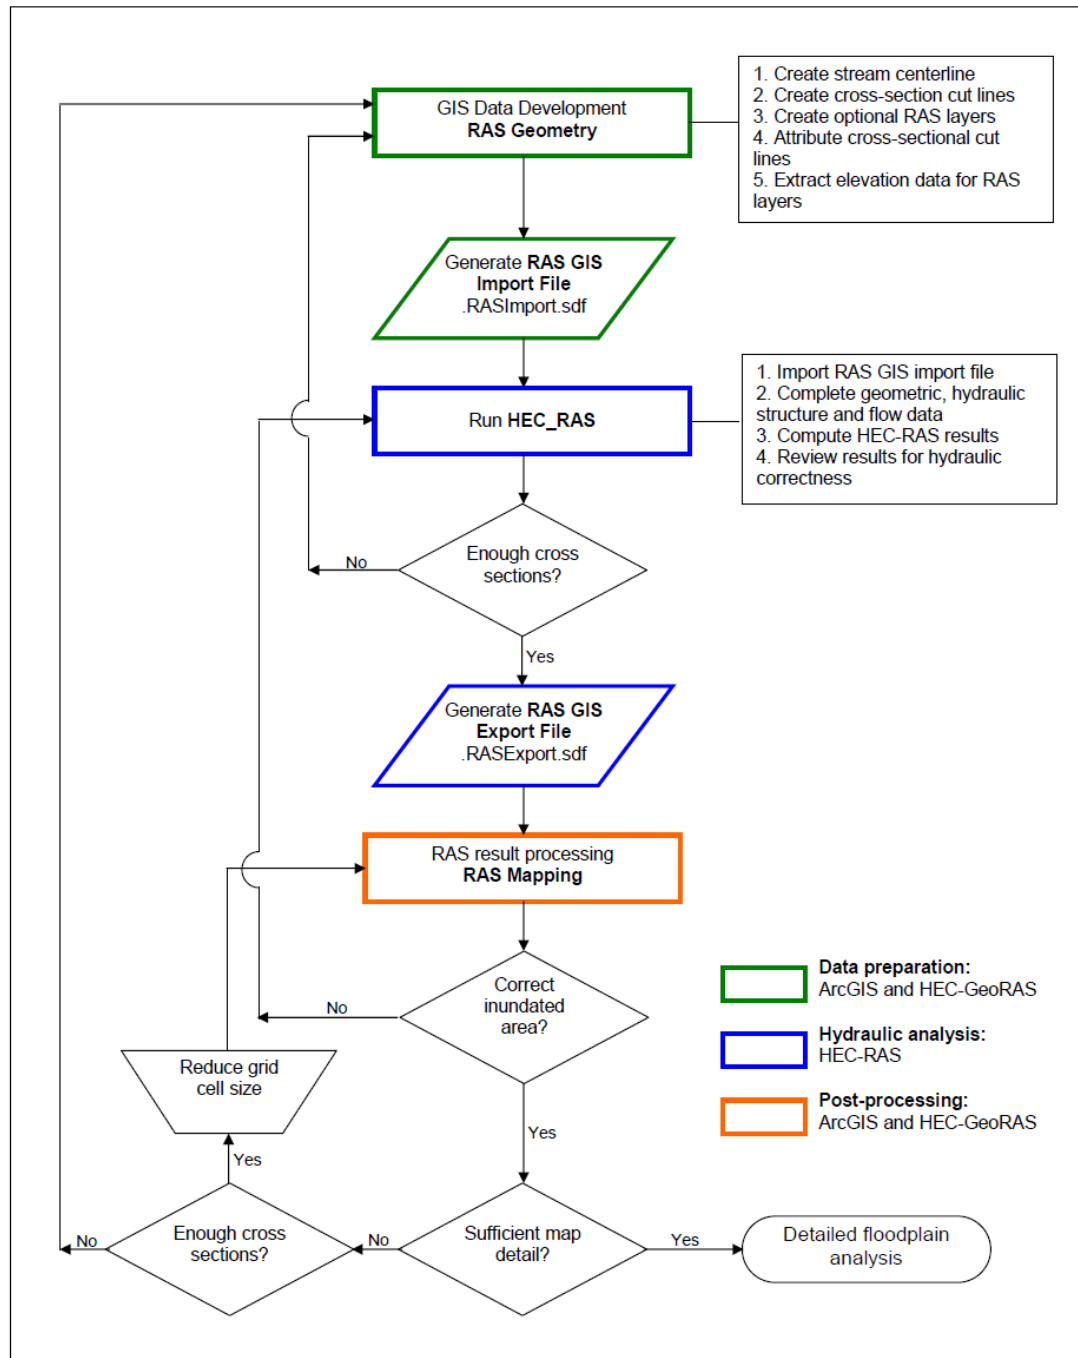 GIS Data Development
RAS Geometry
1. Create stream centerline
2. Create cross-section cut lines
3. Create optional RAS layers
4. Attribute cross-sectional cut
lines
5. Extract elevation data for RAS
layers
Generate RAS GIS
Import File
.RASImport.sdf
Run HEC_RAS
1. Import RAS GIS import file
2. Complete geometric, hydraulic
structure and flow data
3. Compute HEC-RAS results
4. Review results for hydraulic
correctness
Enough cross
sections?
No
Yes
Generate RAS GIS
Export File
.RASExport.sdf
RAS result processing
RAS Mapping
Correct
inundated
area?
No
Yes
Data preparation:
ArcGIS and HEC-GeoRAS
Hydraulic analysis:
HEC-RAS
Post-processing:
ArcGIS and HEC-GeoRAS
Reduce grid
cell size
Yes
No
Enough cross
sections?
No
Sufficient map
detail?
Yes
Detailed floodplain
analysis